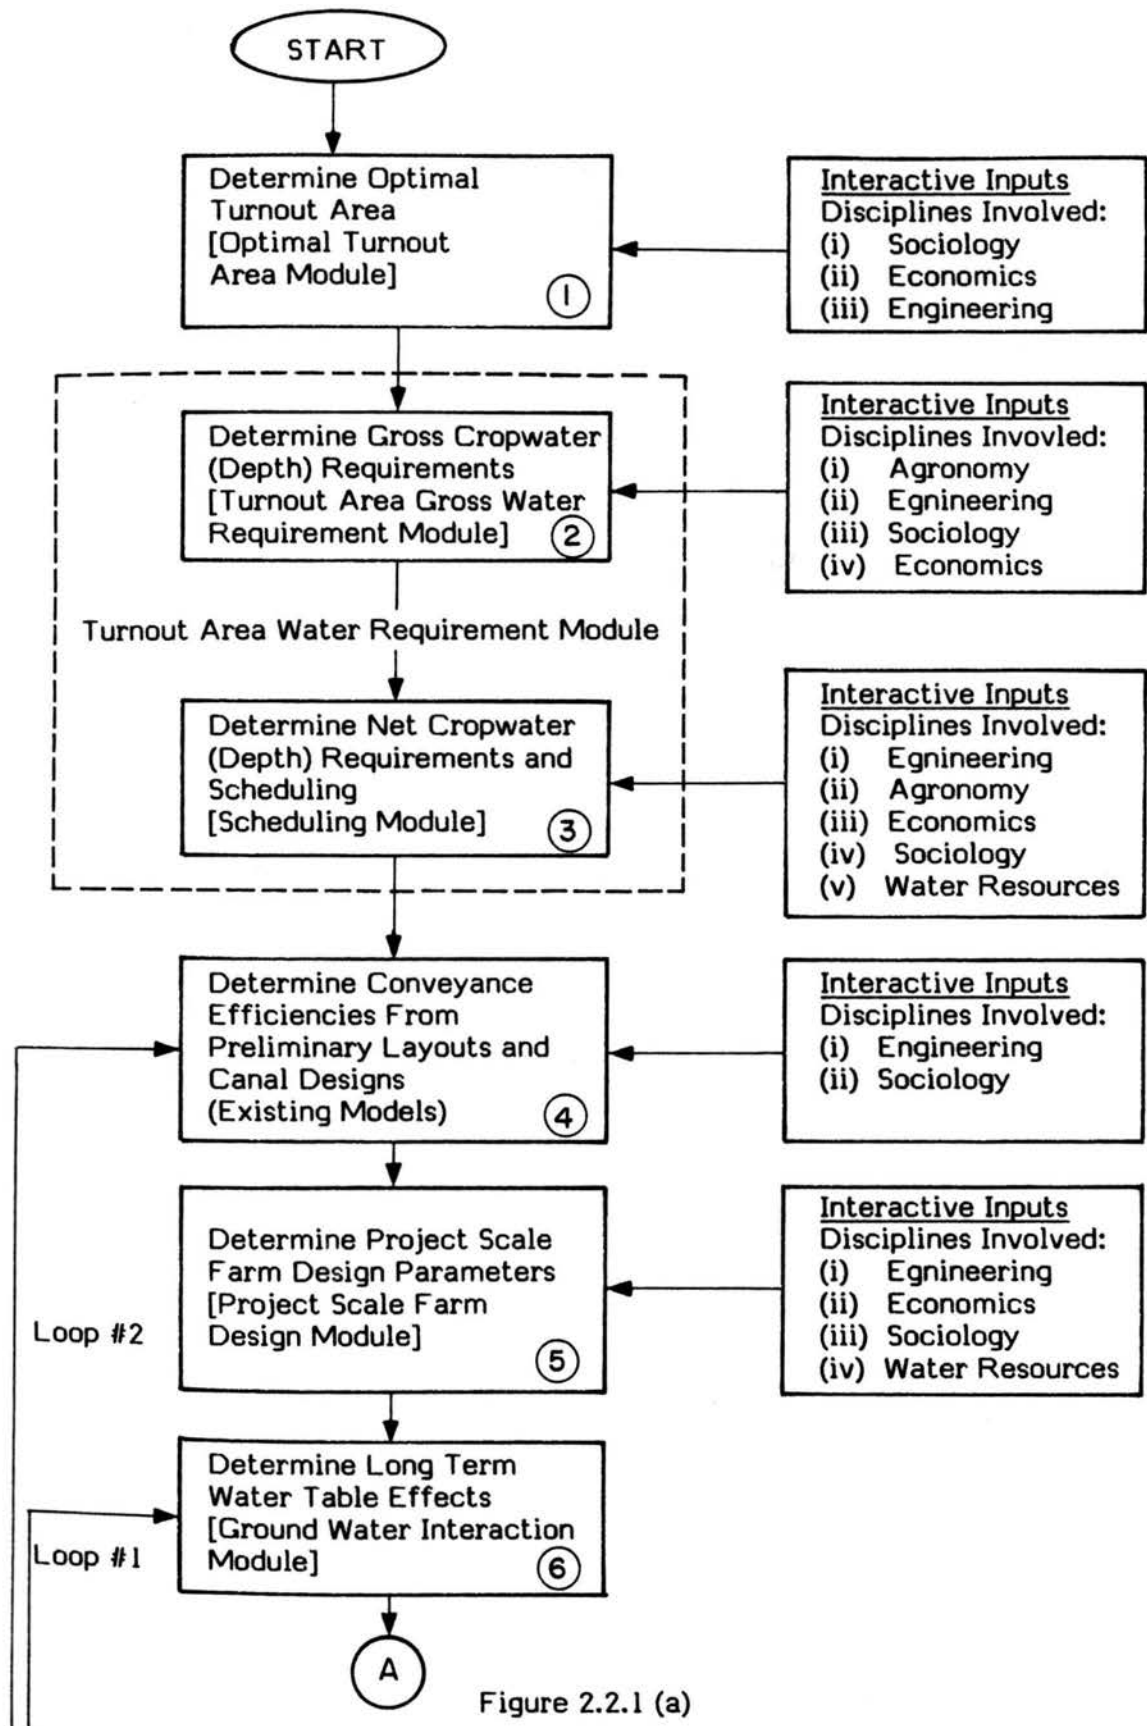 START
Determine Optimal
Turnout Area
[Optimal Turnout
Area Module]
1
Interactive Inputs
Disciplines Involved:
(i) Sociology
(ii) Economics
(iii) Engineering
Determine Gross Cropwater
(Depth) Requirements
[Turnout Area Gross Water
Requirement Module]
2
Interactive Inputs
Disciplines Invovled:
(i) Agronomy
(ii) Egnineering
(iii) Sociology
(iv) Economics
Turnout Area Water Requirement Module
Determine Net Cropwater
(Depth) Requirements and
Scheduling
[Scheduling Module]
3
Interactive Inputs
Disciplines Involved:
(i) Egnineering
(ii) Agronomy
(iii) Economics
(iv) Sociology
(v) Water Resources
Determine Conveyance
Efficiencies From
Preliminary Layouts and
Canal Designs
(Existing Models)
4
Interactive Inputs
Disciplines Involved:
(i) Engineering
(ii) Sociology
Determine Project Scale
Farm Design Parameters
[Project Scale Farm
Design Module]
5
Interactive Inputs
Disciplines Involved:
(i) Egnineering
(ii) Economics
(iii) Sociology
(iv) Water Resources
Loop #2
Determine Long Term
Water Table Effects
[Ground Water Interaction
Module]
6
Loop #1
A
Figure 2.2.1 (a)